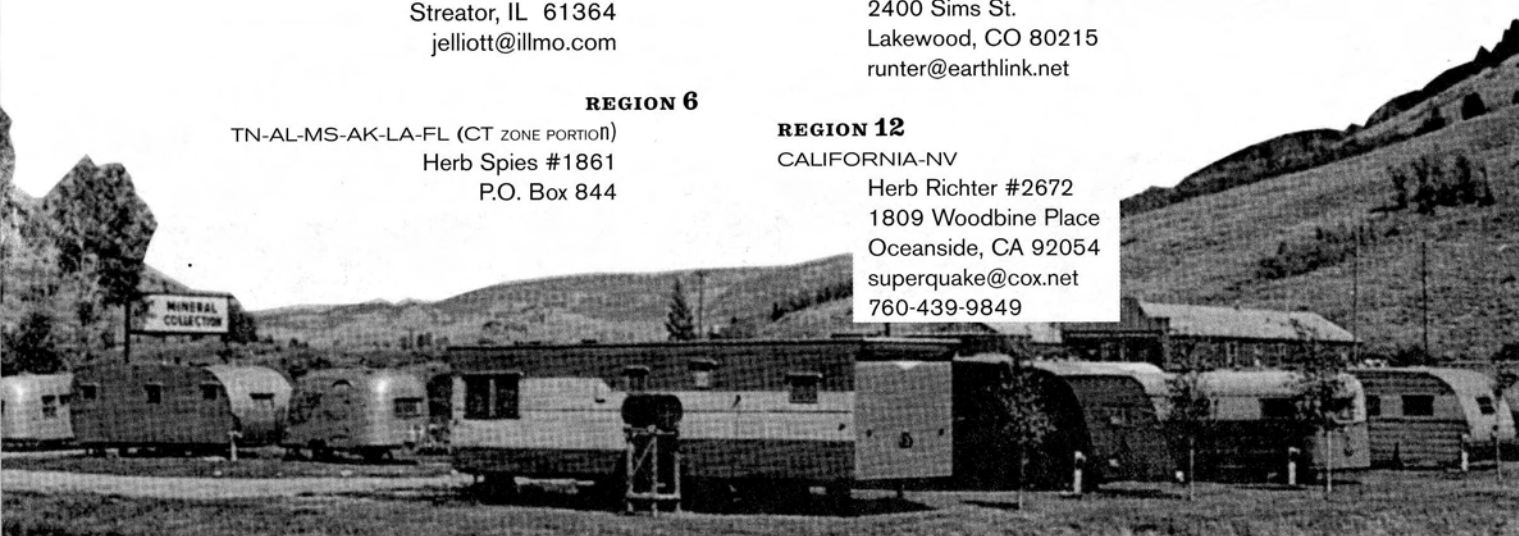 Streator, IL 61364
jelliott@illmo.com
REGION 6
TN-AL-MS-AK-LA-FL (CT ZONE PORTION)
Herb Spies #1861
P.O. Box 844
2400 Sims St.
Lakewood, CO 80215
runter@earthlink.net
REGION 12
CALIFORNIA-NV
Herb Richter #2672
1809 Woodbine Place
Oceanside, CA 92054
superquake@cox.net
760-439-9849
MINERAL
COLLECTION